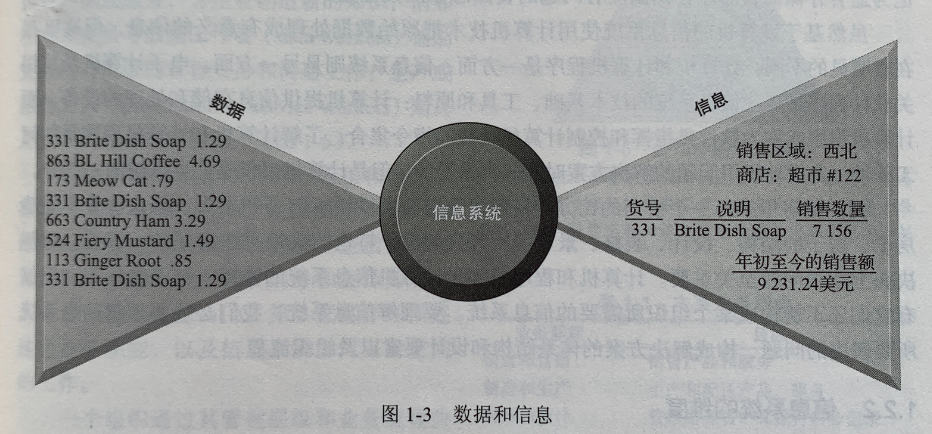 数据
331 Brite Dish Soap 1.29
863 BL Hill Coffee 4.69
173 Meow Cat .79
331 Brite Dish Soap 1.29
663 Country Ham 3.29
524 Fiery Mustard 1.49
113 Ginger Root .85
331 Brite Dish Soap 1.29
信息系统
信息
销售区域：西北
商店：超市 #122
货号 说明 销售数量
331 Brite Dish Soap 7 156
年初至今的销售额
9 231.24美元
图 1-3 数据和信息